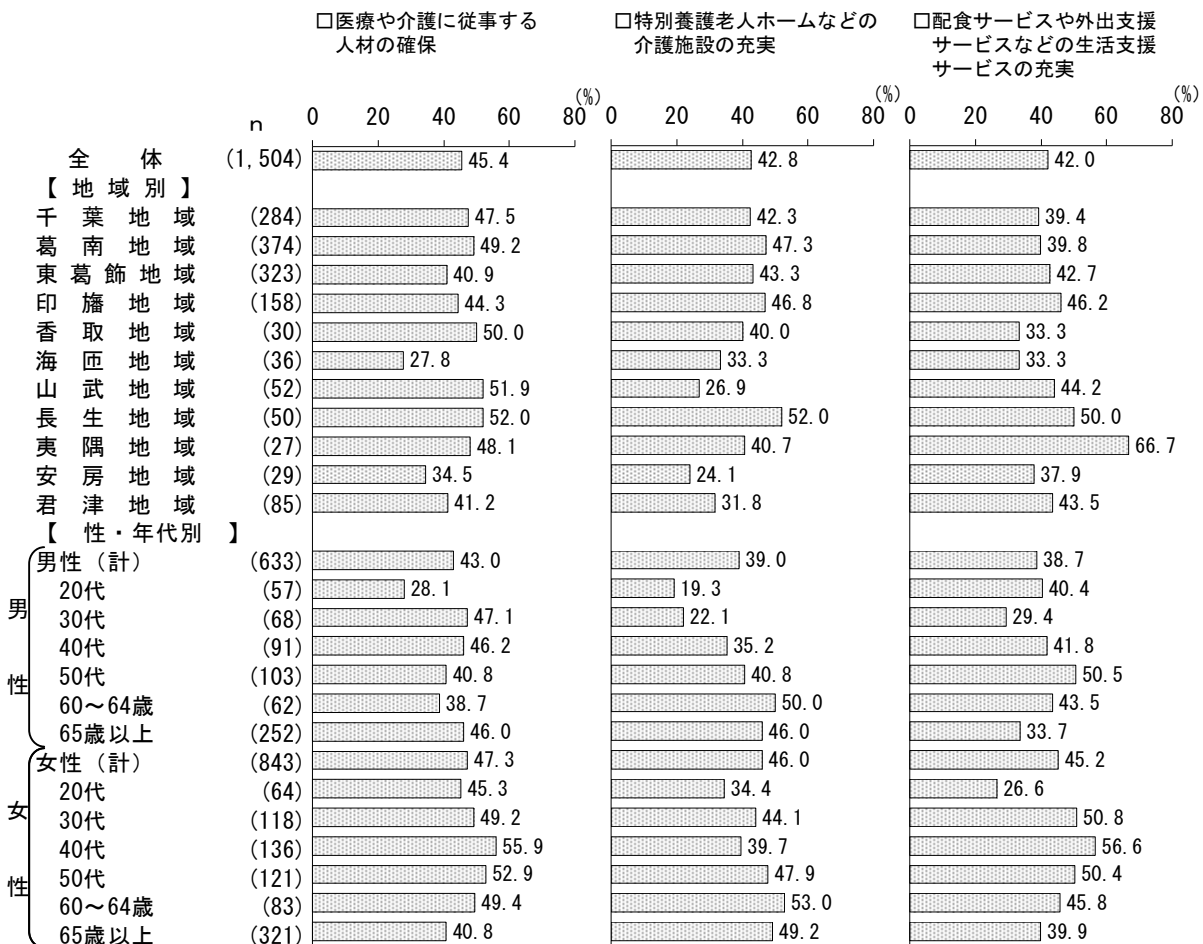 □医療や介護に従事する
人材の確保
□特別養護老人ホームなどの
介護施設の充実
□配食サービスや外出支援
サービスなどの生活支援
サービスの充実
n 0 20 40 60 80 (%) 0 20 40 60 80 (%) 0 20 40 60 80 (%)
全体 (1,504) 45.4 42.8 42.0
【地域別】
千葉地域 (284) 47.5 42.3 39.4
葛南地域 (374) 49.2 47.3 39.8
東葛飾地域 (323) 40.9 43.3 42.7
印旛地域 (158) 44.3 46.8 46.2
香取地域 (30) 50.0 40.0 33.3
海匝地域 (36) 27.8 33.3 33.3
山武地域 (52) 51.9 26.9 44.2
長生地域 (50) 52.0 52.0 50.0
夷隅地域 (27) 48.1 40.7 66.7
安房地域 (29) 34.5 24.1 37.9
君津地域 (85) 41.2 31.8 43.5
【性・年代別】
男性
男性（計） (633) 43.0 39.0 38.7
20代 (57) 28.1 19.3 40.4
30代 (68) 47.1 22.1 29.4
40代 (91) 46.2 35.2 41.8
50代 (103) 40.8 40.8 50.5
60～64歳 (62) 38.7 50.0 43.5
65歳以上 (252) 46.0 46.0 33.7
女性
女性（計） (843) 47.3 46.0 45.2
20代 (64) 45.3 34.4 26.6
30代 (118) 49.2 44.1 50.8
40代 (136) 55.9 39.7 56.6
50代 (121) 52.9 47.9 50.4
60～64歳 (83) 49.4 53.0 45.8
65歳以上 (321) 40.8 49.2 39.9